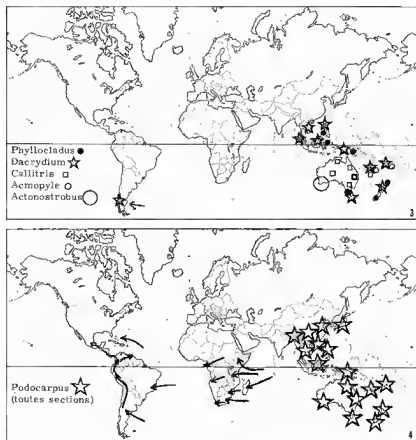 Phyllocladus
Dacrydium
Callitris
Acmopyle
Actonostrobus
3
Podocarpus
(toutes sections)
4